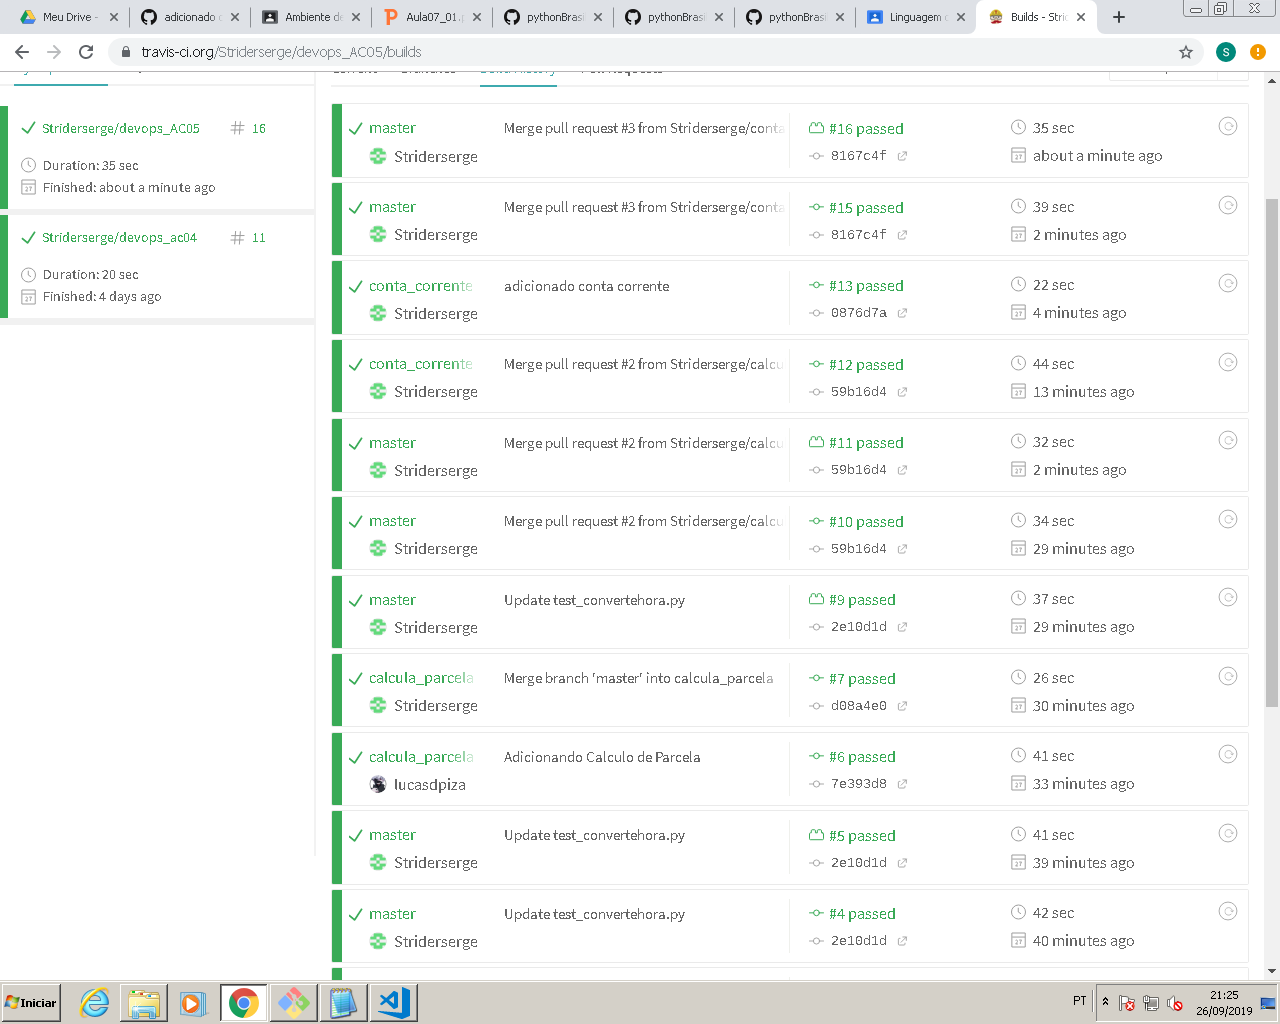 Meu Drive -
adicionado c
Ambiente de
Aula07_01.p
pythonBrasi
pythonBrasi
pythonBrasi
Linguagem d
Builds - Stri
travis-ci.org/Striderserge/devops_AC05/builds
S
Build History
Striderserge/devops_AC05 # 16
Duration: 35 sec
Finished: about a minute ago
Striderserge/devops_ac04 # 11
Duration: 20 sec
Finished: 4 days ago
master Merge pull request #3 from Striderserge/conta #16 passed 35 sec
Striderserge 8167c4f about a minute ago
master Merge pull request #3 from Striderserge/conta #15 passed 39 sec
Striderserge 8167c4f 2 minutes ago
conta_corrente adicionado conta corrente #13 passed 22 sec
Striderserge 0876d7a 4 minutes ago
conta_corrente Merge pull request #2 from Striderserge/calcu #12 passed 44 sec
Striderserge 59b16d4 13 minutes ago
master Merge pull request #2 from Striderserge/calcu #11 passed 32 sec
Striderserge 59b16d4 2 minutes ago
master Merge pull request #2 from Striderserge/calcu #10 passed 34 sec
Striderserge 59b16d4 29 minutes ago
master Update test_convertehora.py #9 passed 37 sec
Striderserge 2e10d1d 29 minutes ago
calcula_parcela Merge branch 'master' into calcula_parcela #7 passed 26 sec
Striderserge d08a4e0 30 minutes ago
calcula_parcela Adicionando Calculo de Parcela #6 passed 41 sec
lucasdpiza 7e393d8 33 minutes ago
master Update test_convertehora.py #5 passed 41 sec
Striderserge 2e10d1d 39 minutes ago
master Update test_convertehora.py #4 passed 42 sec
Striderserge 2e10d1d 40 minutes ago
Iniciar
PT
21:25
26/09/2019